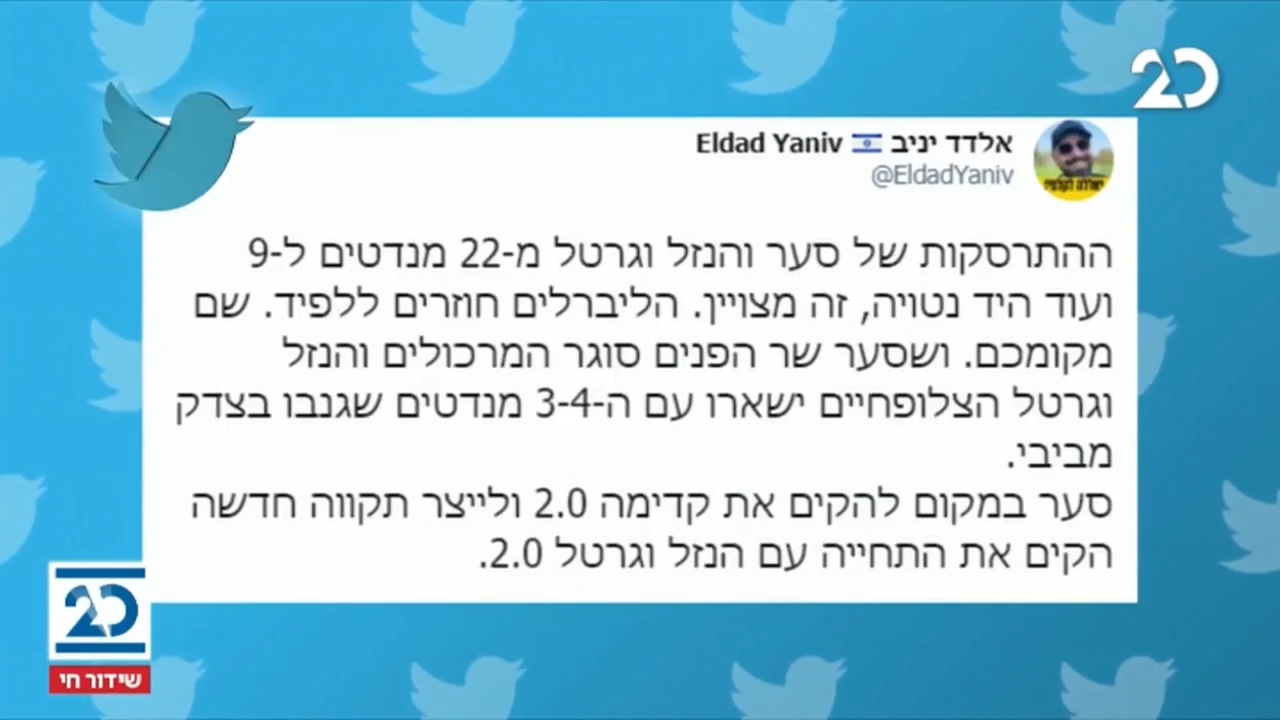 20
אלדד יניב Eldad Yaniv
@EldadYaniv
יאללה לקלפי
ההתרסקות של סער והנזל וגרטל מ-22 מנדטים ל-9
ועוד היד נטויה, זה מצויין. הליברלים חוזרים ללפיד. שם
מקומכם. ושסער שר הפנים סוגר המרכולים והנזל
וגרטל הצלופחיים ישארו עם ה-3-4 מנדטים שגנבו בצדק
מביבי.
סער במקום להקים את קדימה 2.0 ולייצר תקווה חדשה
הקים את התחייה עם הנזל וגרטל 2.0.
20
שידור חי